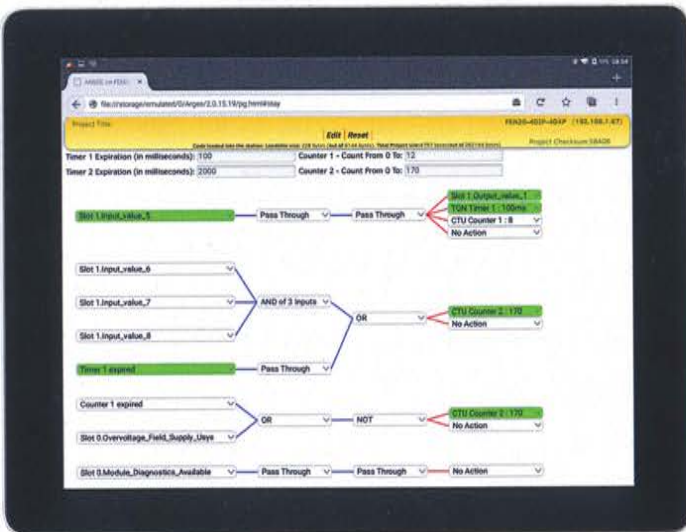 ARGEE on FEN2
file:///storage/emulated/0/Argee/2.0.15.19/pg.html#stay
Project Title: FEN20-4DIP-4DXP (192.168.1.67)
Edit | Reset
Project Checksum:
Timer 1 Expiration (in milliseconds): 100 Counter 1 - Count From 0 To: 12
Timer 2 Expiration (in milliseconds): 2000 Counter 2 - Count From 0 To: 170
Slot 1.Output_value_1
Slot 1.Input_value_5 Pass Through Pass Through TON Timer 1 : 100ms
CTU Counter 1 : 8
No Action
Slot 1.Input_value_6
Slot 1.Input_value_7 AND of 3 Inputs
OR CTU Counter 2 : 170
No Action
Slot 1.Input_value_8
Timer 1 expired Pass Through
Counter 1 expired
OR NOT CTU Counter 2 : 170
No Action
Slot 0.Overvoltage_Field_Supply_Usys
Slot 0.Module_Diagnostics_Available Pass Through Pass Through No Action